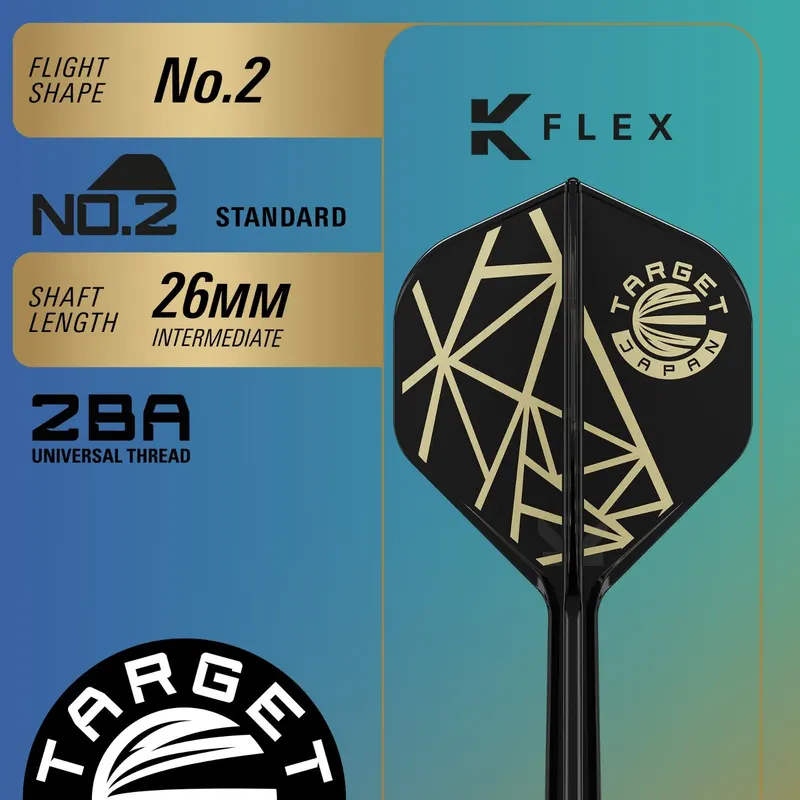 FLIGHT
SHAPE
No.2
NO.2
STANDARD
SHAFT
LENGTH
26MM
INTERMEDIATE
2BA
UNIVERSAL THREAD
TARGET
K FLEX
TARGET
JAPAN